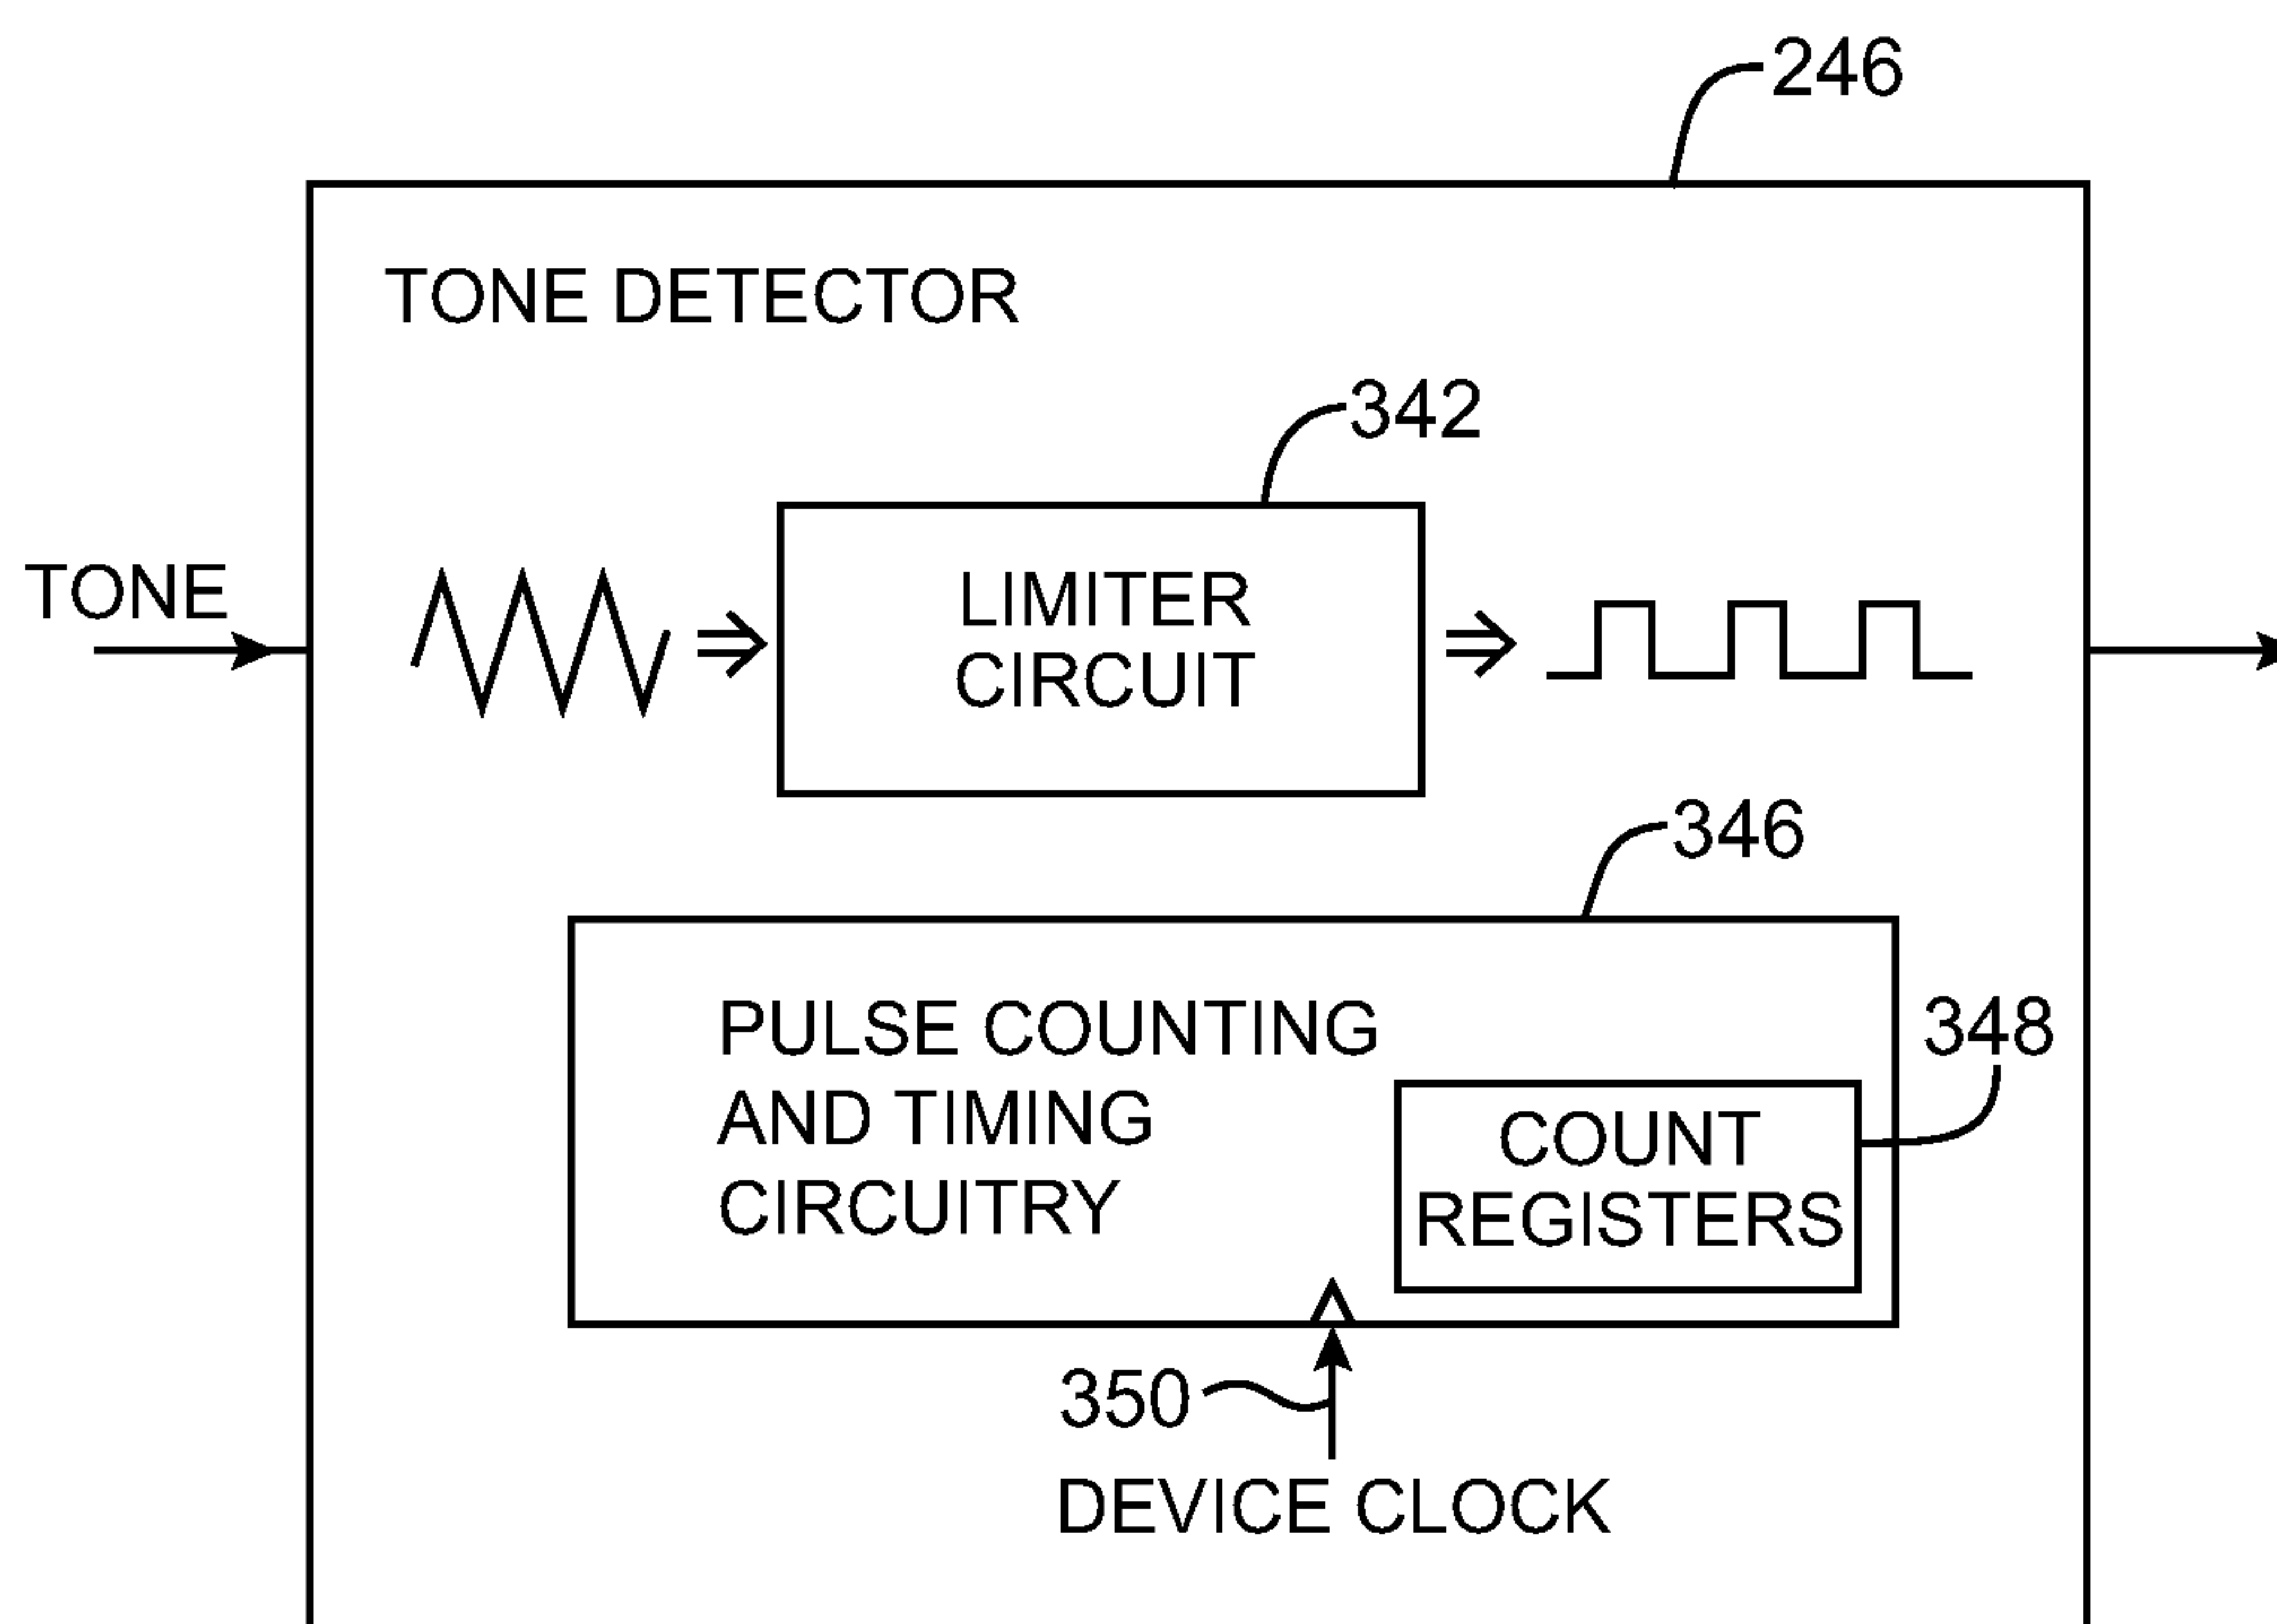 246
TONE DETECTOR
342
TONE
LIMITER
CIRCUIT
346
PULSE COUNTING
AND TIMING
CIRCUITRY
348
COUNT
REGISTERS
350
DEVICE CLOCK